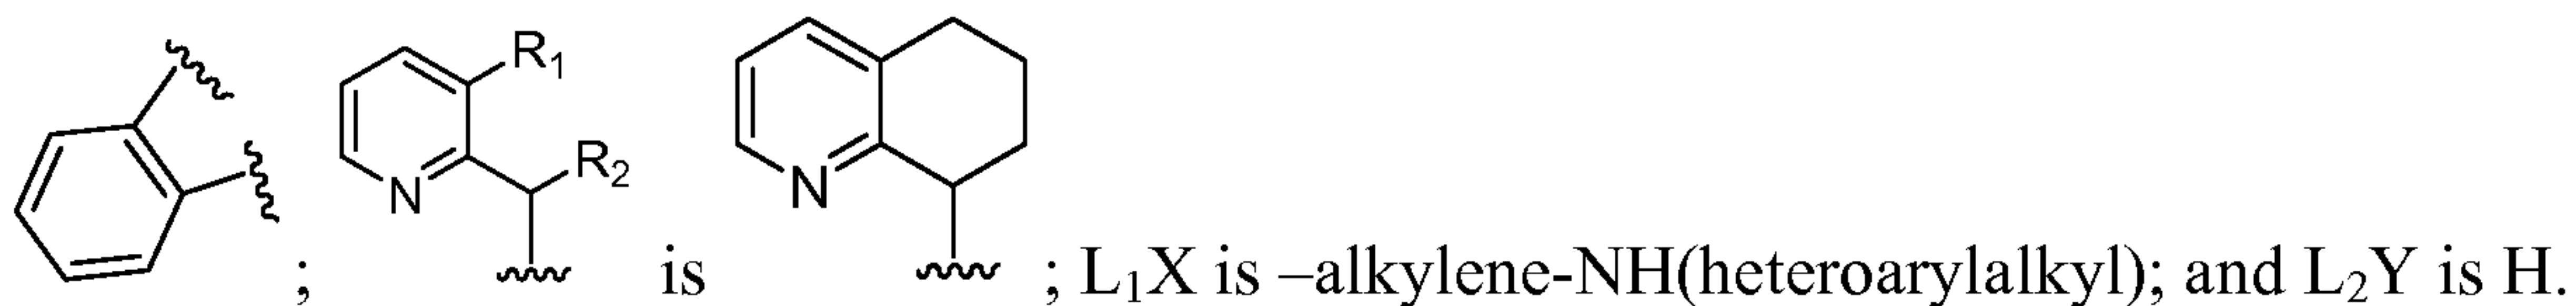 ; R₁ R₂ N is N ; L₁X is –alkylene-NH(heteroarylalkyl); and L₂Y is H.